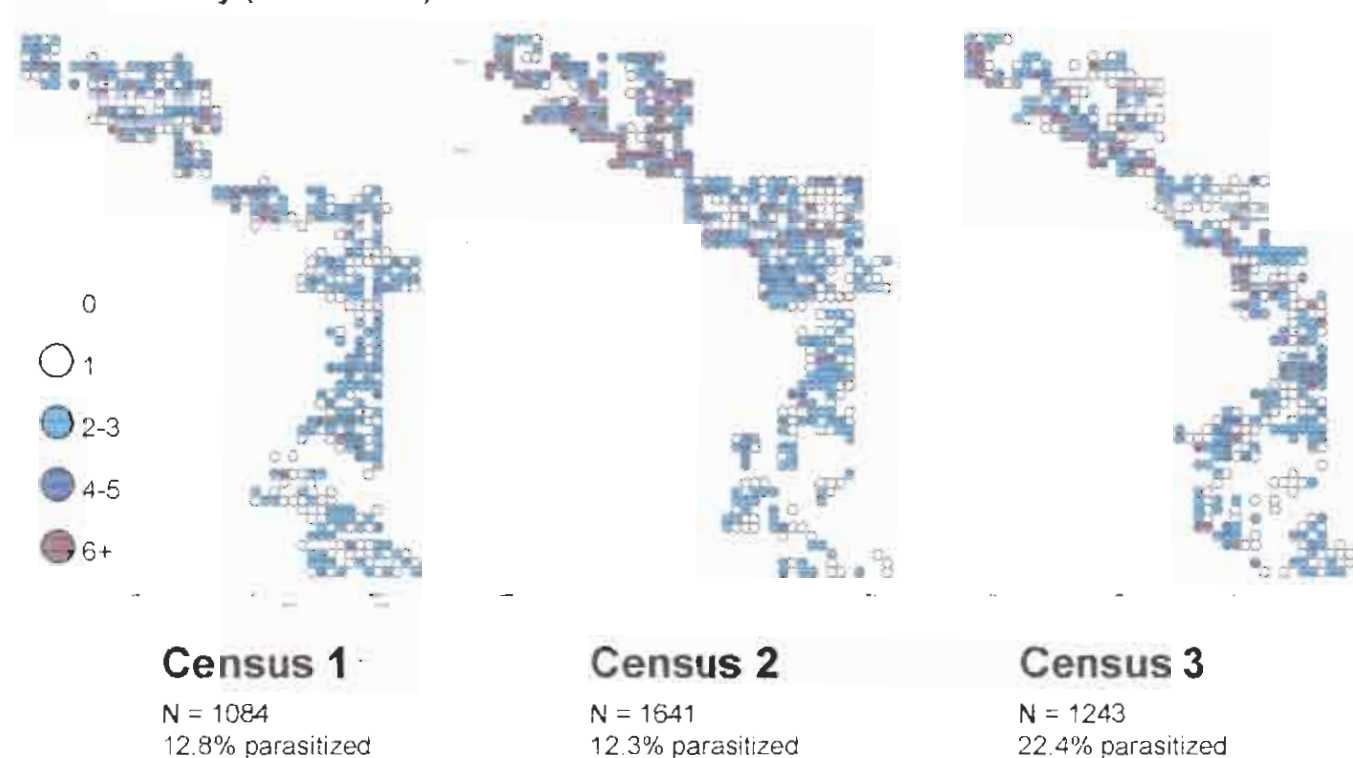 0
1
2-3
4-5
6+
Census 1
N = 1084
12.8% parasitized
Census 2
N = 1641
12.3% parasitized
Census 3
N = 1243
22.4% parasitized